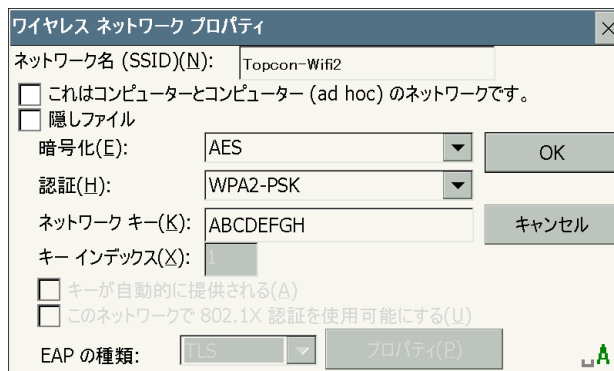 ワイヤレス ネットワーク プロパティ ×
ネットワーク名 (SSID)(N): Topcon-Wifi2
これはコンピューターとコンピューター (ad hoc) のネットワークです。
隠しファイル
暗号化(E): AES OK
認証(H): WPA2-PSK
ネットワーク キー(K): ABCDEFGH キャンセル
キー インデックス(X): 1
キーが自動的に提供される(A)
このネットワークで 802.1X 認証を使用可能にする(U)
EAP の種類: TLS プロパティ(P)
A